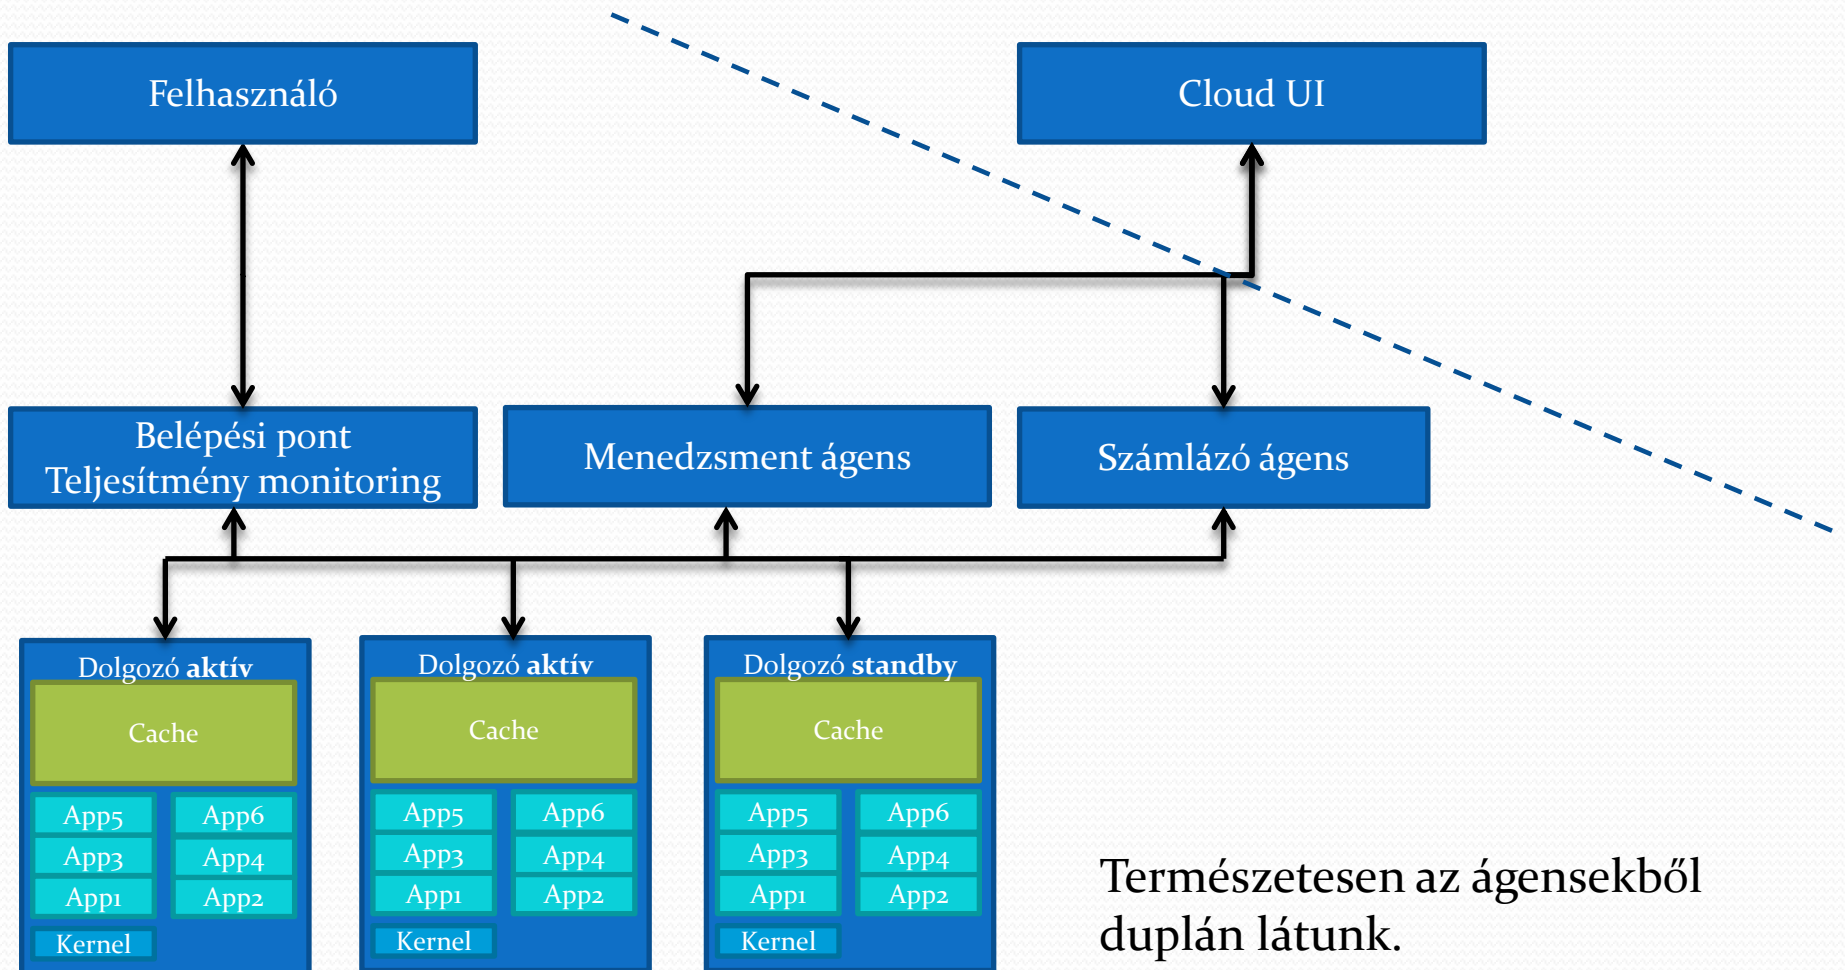 Felhasználó
Cloud UI
Belépési pont
Teljesítmény monitoring
Menedzsment ágens
Számlázó ágens
Dolgozó aktív
Cache
App5
App6
App3
App4
App1
App2
Kernel
Dolgozó aktív
Cache
App5
App6
App3
App4
App1
App2
Kernel
Dolgozó standby
Cache
App5
App6
App3
App4
App1
App2
Kernel
Természetesen az ágensekből
duplán látunk.